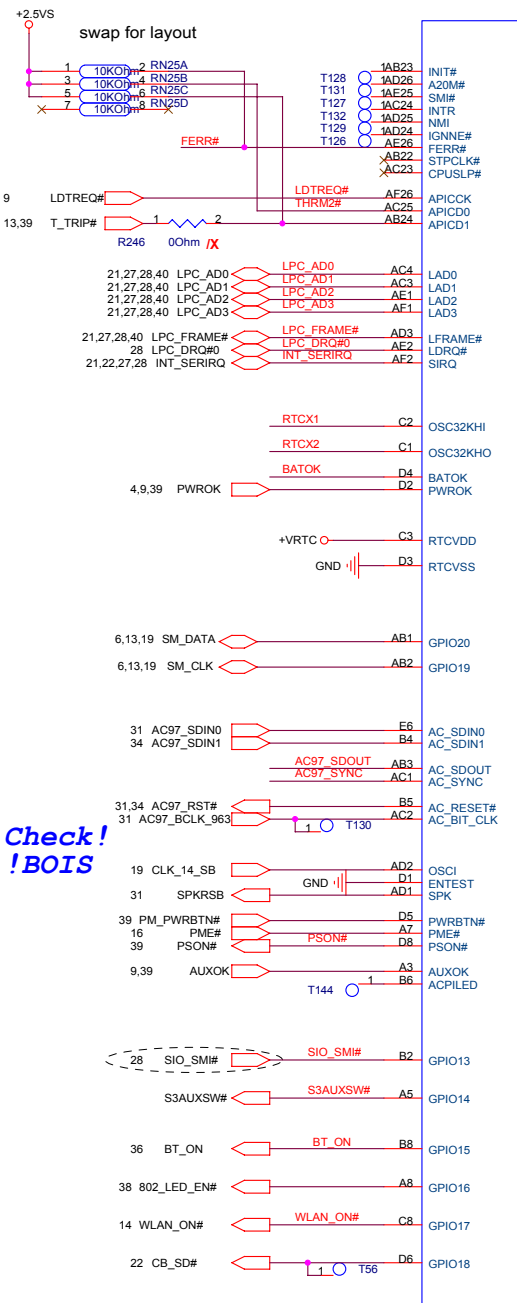 +2.5VS
swap for layout
1 10KOhm 2 RN25A
3 10KOhm 4 RN25B
5 10KOhm 6 RN25C
7 10KOhm 8 RN25D
T128 1 AB23 INIT#
T131 1 AD26 A20M#
T127 1 AE25 SMI#
T132 1 AC24 INTR
T129 1 AD25 NMI
T126 1 AD24 IGNNE#
FERR# AE26 FERR#
AB22 STPCLK#
AC23 CPUSLP#
9 LDTREQ# LDTREQ# AF26 APICCK
THRM2# AC25 APICD0
13,39 T_TRIP# 1 2 AB24 APICD1
R246 0Ohm /X
21,27,28,40 LPC_AD0 LPC_AD0 AC4 LAD0
21,27,28,40 LPC_AD1 LPC_AD1 AC3 LAD1
21,27,28,40 LPC_AD2 LPC_AD2 AE1 LAD2
21,27,28,40 LPC_AD3 LPC_AD3 AF1 LAD3
21,27,28,40 LPC_FRAME# LPC_FRAME# AD3 LFRAME#
28 LPC_DRQ#0 LPC_DRQ#0 AE2 LDRQ#
21,22,27,28 INT_SERIRQ INT_SERIRQ AF2 SIRQ
RTCX1 C2 OSC32KHI
RTCX2 C1 OSC32KHO
BATOK D4 BATOK
4,9,39 PWROK D2 PWROK
+VRTC C3 RTCVDD
GND D3 RTCVSS
6,13,19 SM_DATA AB1 GPIO20
6,13,19 SM_CLK AB2 GPIO19
31 AC97_SDIN0 E6 AC_SDIN0
34 AC97_SDIN1 B4 AC_SDIN1
AC97_SDOUT AB3 AC_SDOUT
AC97_SYNC AC1 AC_SYNC
31,34 AC97_RST# B5 AC_RESET#
31 AC97_BCLK_963 AC2 AC_BIT_CLK
1 T130
Check!
!BOIS
19 CLK_14_SB AD2 OSCI
GND D1 ENTEST
31 SPKRSB AD1 SPK
39 PM_PWRBTN# D5 PWRBTN#
16 PME# A7 PME#
39 PSON# PSON# D8 PSON#
9,39 AUXOK A3 AUXOK
T144 1 B6 ACPILED
28 SIO_SMI# SIO_SMI# B2 GPIO13
S3AUXSW# S3AUXSW# A5 GPIO14
36 BT_ON BT_ON B8 GPIO15
38 802_LED_EN# A8 GPIO16
14 WLAN_ON# WLAN_ON# C8 GPIO17
22 CB_SD# D6 GPIO18
1 T56